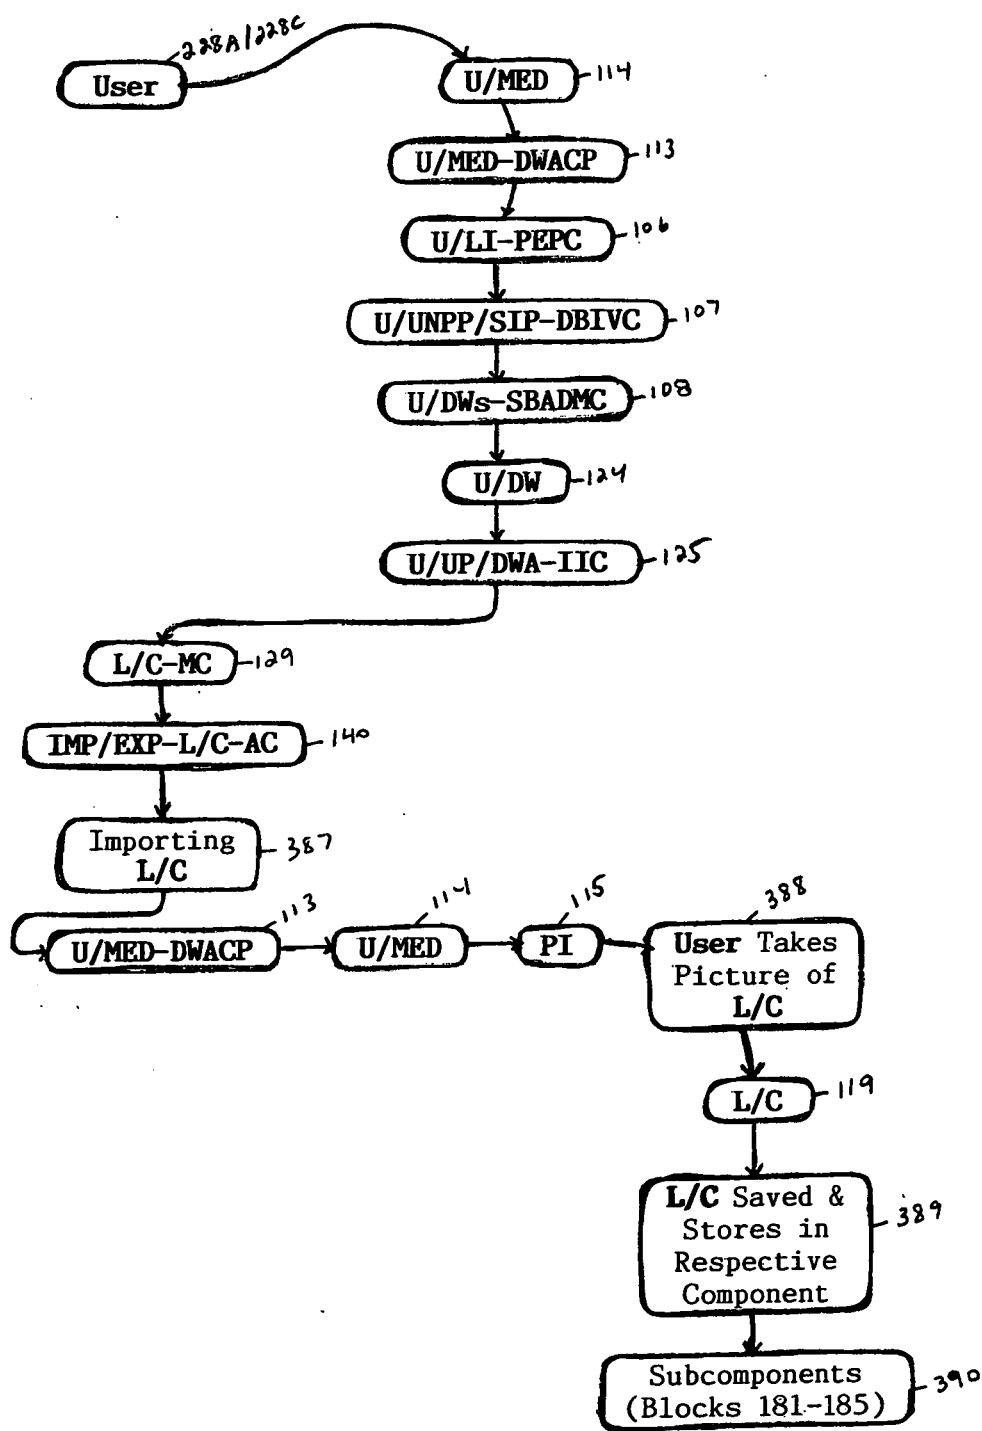 228A/228C
User
U/MED
114
U/MED-DWACP
113
U/LI-PEPC
106
U/UNPP/SIP-DBIVC
107
U/DWs-SBADMC
108
U/DW
124
U/UP/DWA-IIC
125
L/C-MC
129
IMP/EXP-L/C-AC
140
Importing
L/C
387
U/MED-DWACP
113
U/MED
114
PI
115
User Takes
Picture of
L/C
388
L/C
119
L/C Saved &
Stores in
Respective
Component
389
Subcomponents
(Blocks 181-185)
390